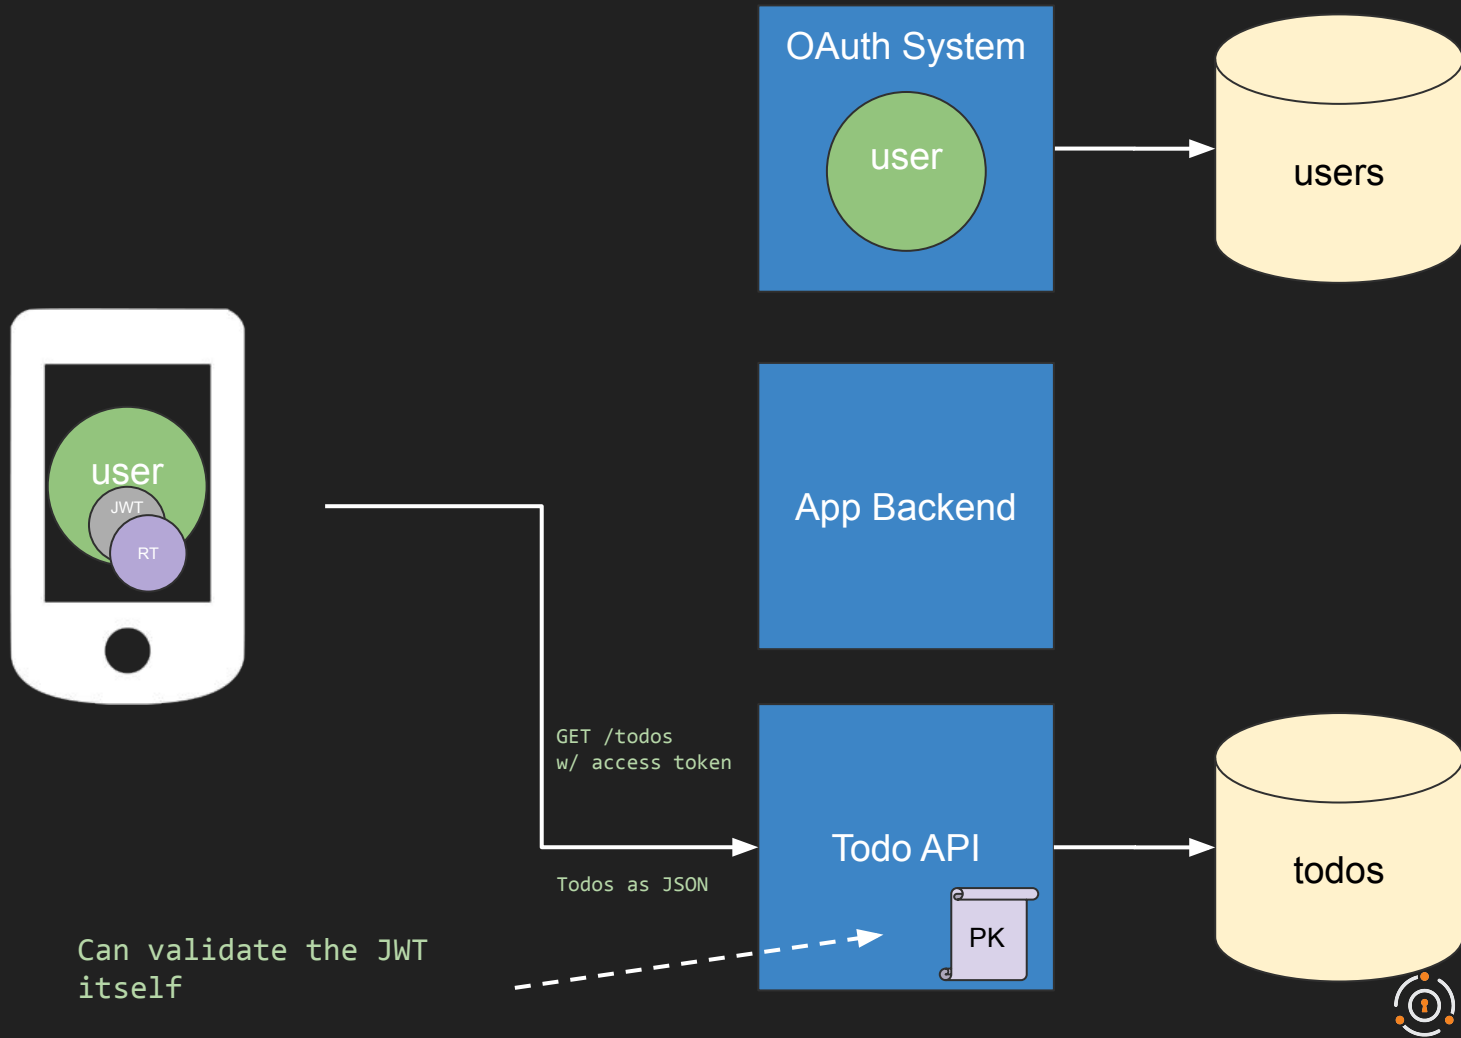 OAuth System
user
users
user
JWT
RT
App Backend
GET /todos
w/ access token
Todo API
todos
Todos as JSON
PK
Can validate the JWT
itself